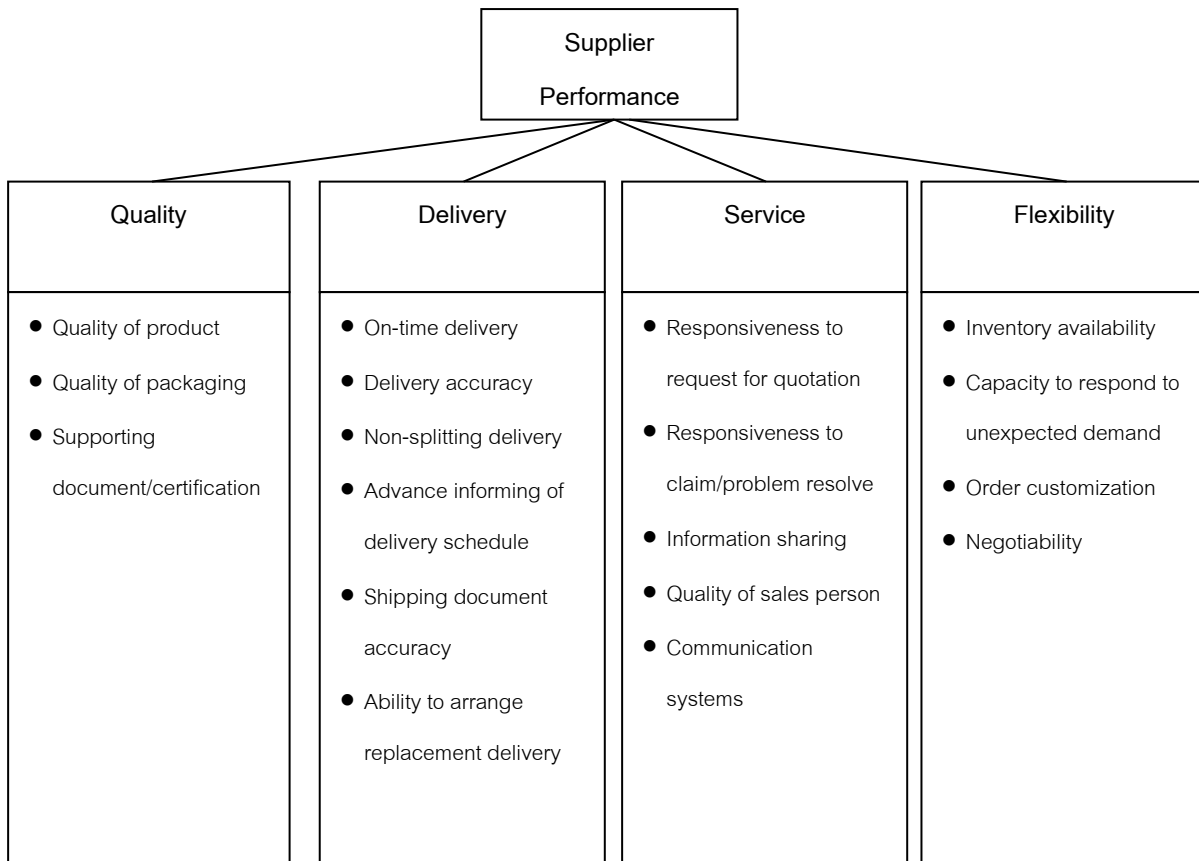 Supplier
Performance
Quality
Delivery
Service
Flexibility
● Quality of product
● Quality of packaging
● Supporting
document/certification
● On-time delivery
● Delivery accuracy
● Non-splitting delivery
● Advance informing of
delivery schedule
● Shipping document
accuracy
● Ability to arrange
replacement delivery
● Responsiveness to
request for quotation
● Responsiveness to
claim/problem resolve
● Information sharing
● Quality of sales person
● Communication
systems
● Inventory availability
● Capacity to respond to
unexpected demand
● Order customization
● Negotiability